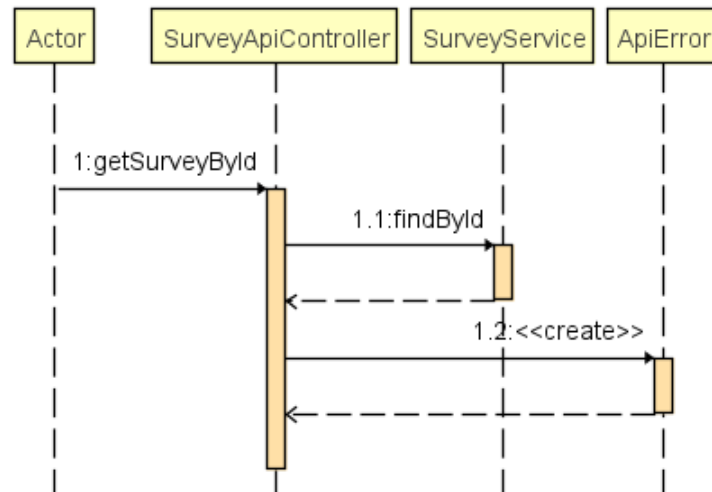 Actor
SurveyApiController
SurveyService
ApiError
1:getSurveyById
1.1:findById
1.2:<<create>>